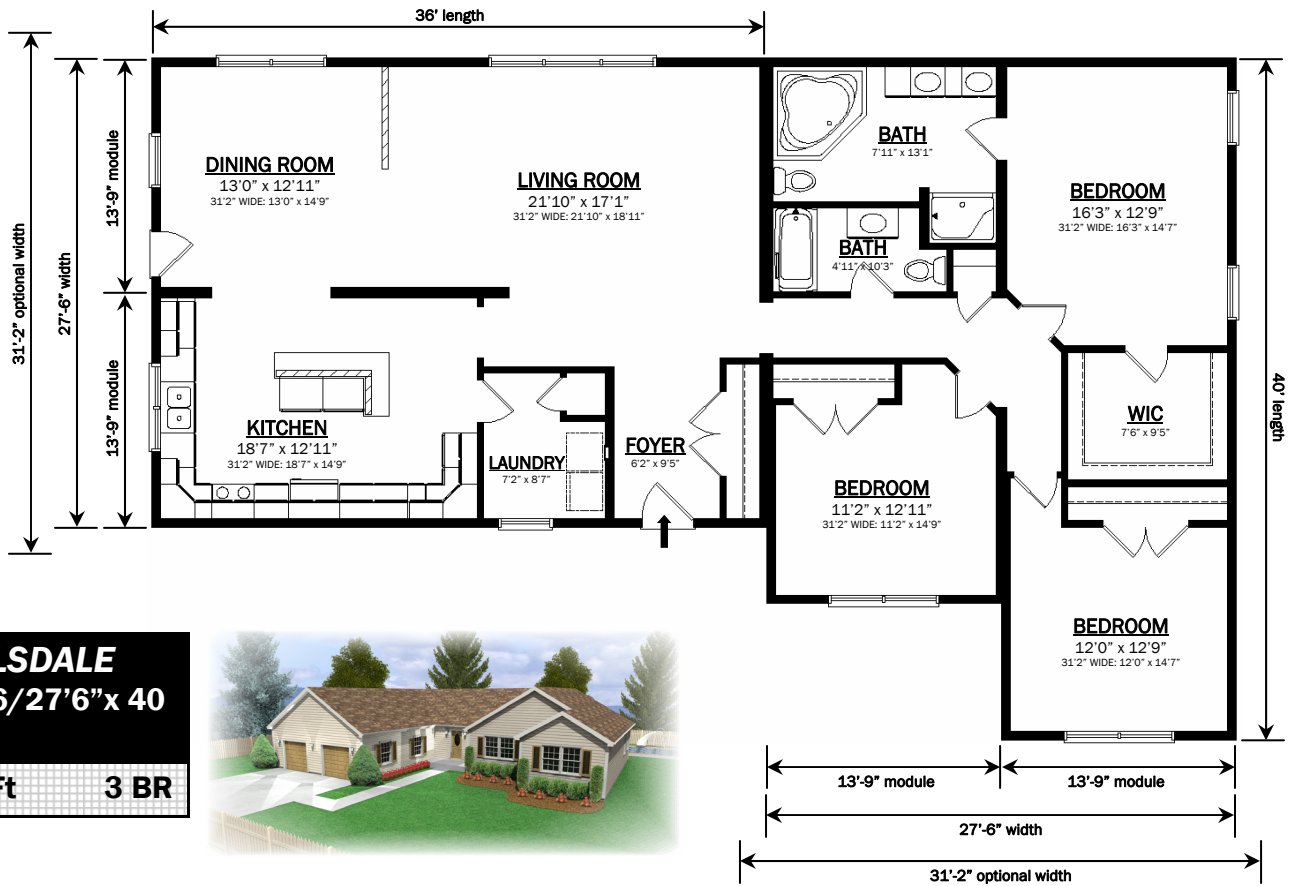 36' length
31'-2" optional width
27'-6" width
13'-9" module
13'-9" module
DINING ROOM
13'0" x 12'11"
31'2" WIDE: 13'0" x 14'9"
LIVING ROOM
21'10" x 17'1"
31'2" WIDE: 21'10" x 18'11"
BATH
7'11" x 13'1"
BATH
4'11" x 10'3"
BEDROOM
16'3" x 12'9"
31'2" WIDE: 16'3" x 14'7"
KITCHEN
18'7" x 12'11"
31'2" WIDE: 18'7" x 14'9"
LAUNDRY
7'2" x 8'7"
FOYER
6'2" x 9'5"
BEDROOM
11'2" x 12'11"
31'2" WIDE: 11'2" x 14'9"
WIC
7'6" x 9'5"
BEDROOM
12'0" x 12'9"
31'2" WIDE: 12'0" x 14'7"
40' length
13'-9" module
13'-9" module
27'-6" width
31'-2" optional width
LSDALE
6/27'6"x 40
Ft 3 BR